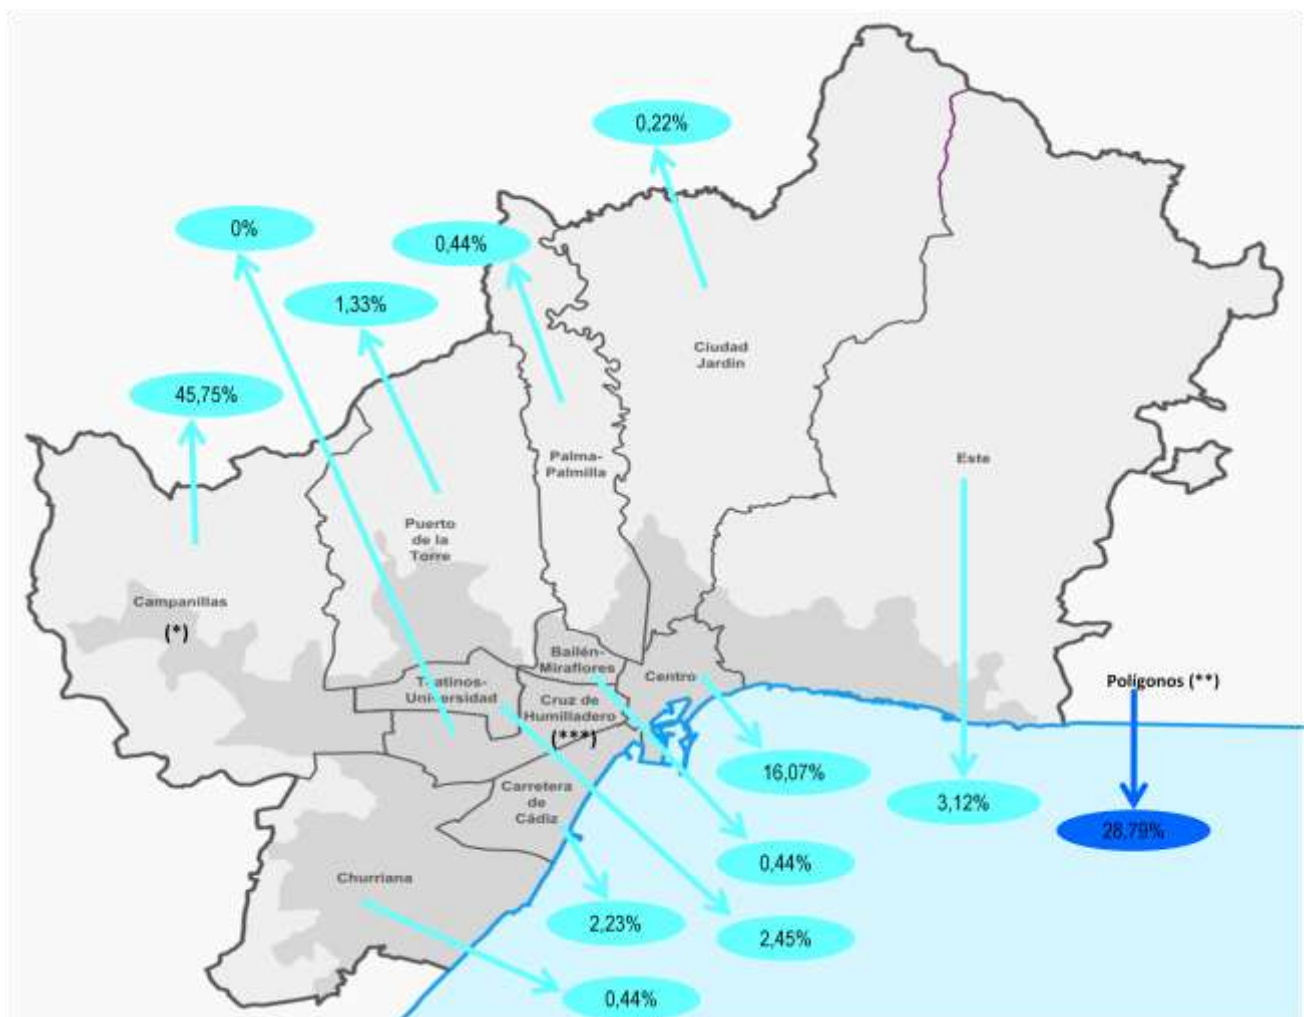 0,22%
0%
0,44%
1,33%
Ciudad
Jardín
45,75%
Palma-
Palmilla
Este
Puerto
de la
Torre
Campanillas
(*)
Bailén-
Miraflores
Centro
Teatinos-
Universidad
Polígonos (**)
Cruz de
Humilladero
(***)
16,07%
Carretera
de
Cádiz
3,12%
28,79%
0,44%
Churriana
2,23%
2,45%
0,44%